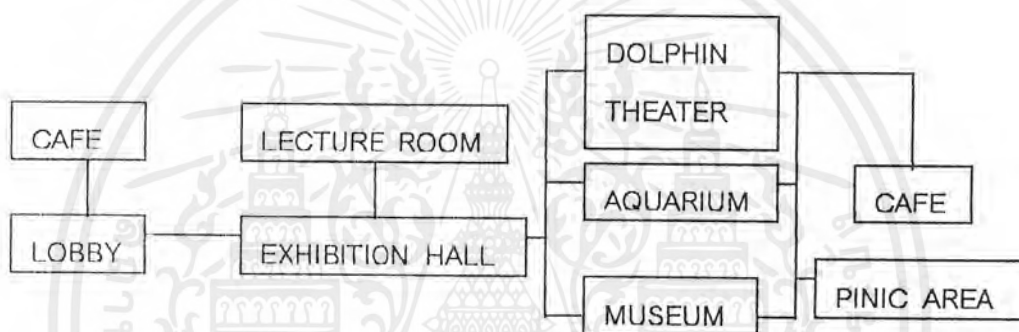 DOLPHIN
THEATER
CAFE
LECTURE ROOM
AQUARIUM
CAFE
LOBBY
EXHIBITION HALL
MUSEUM
PINIC AREA